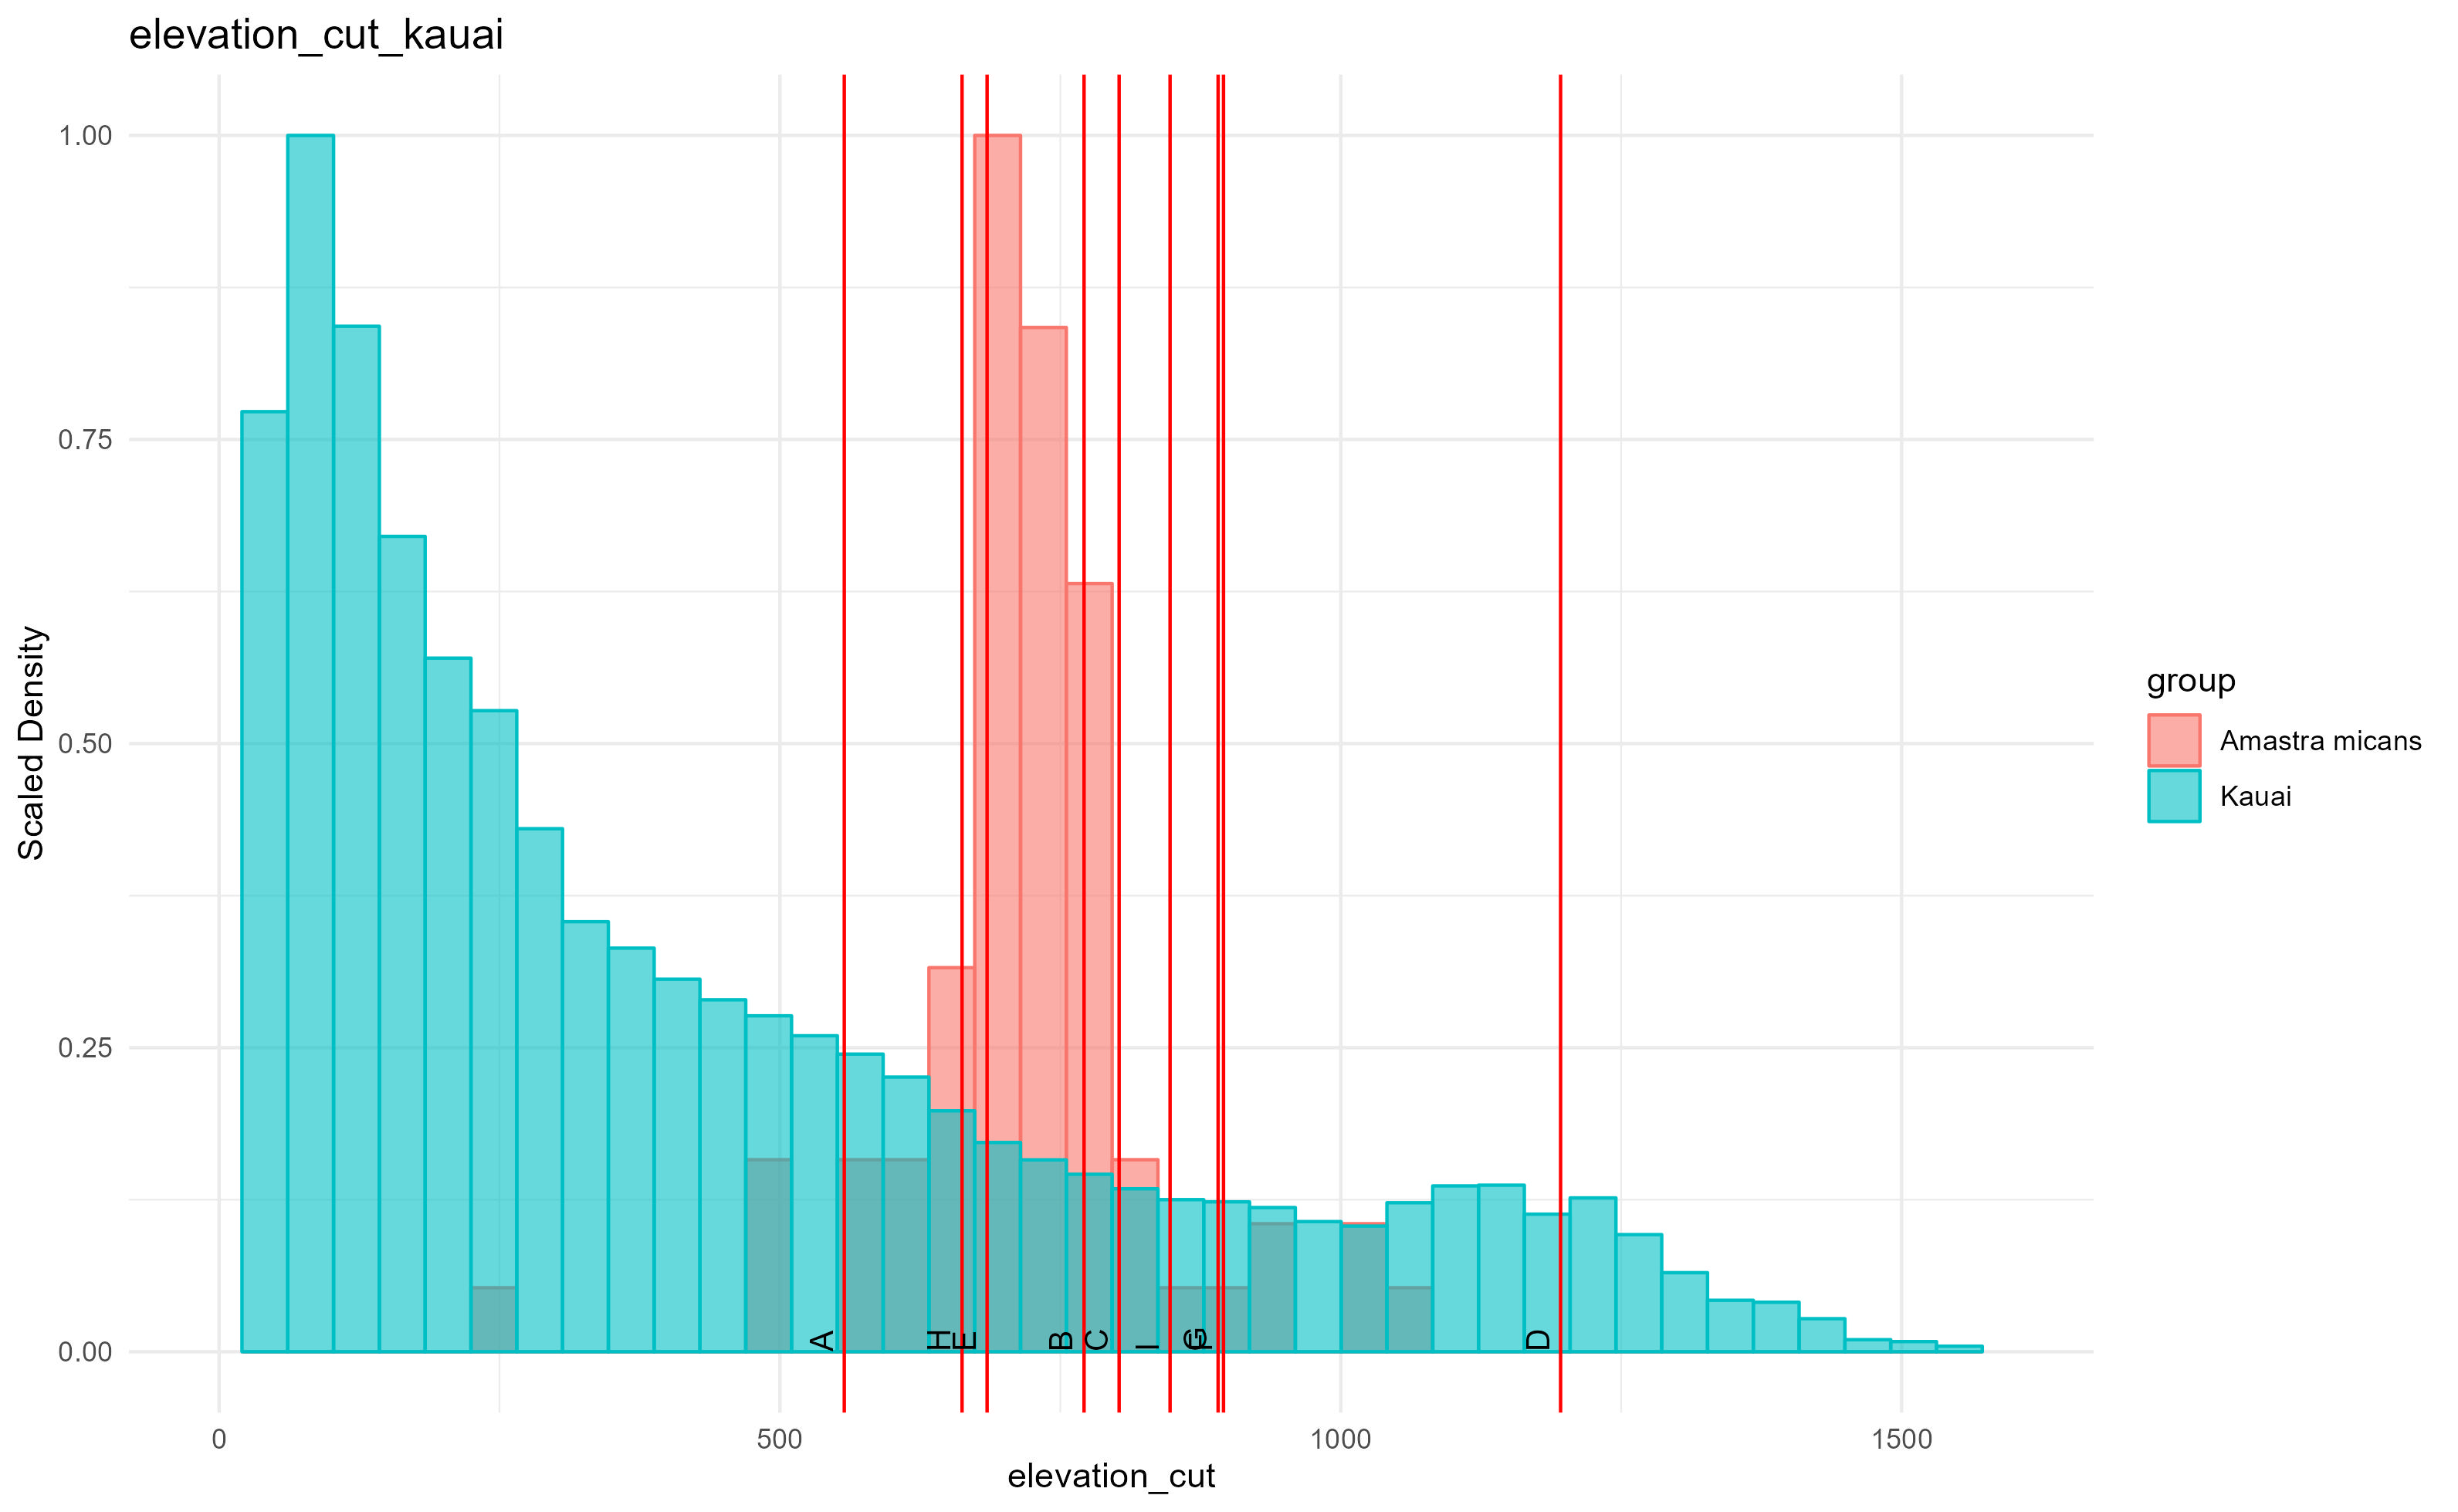 elevation_cut_kauai
Scaled Density
1.00
0.75
0.50
0.25
0.00
A
H
E
B
C
I
G
F
D
0
500
1000
1500
elevation_cut
group
Amastra micans
Kauai